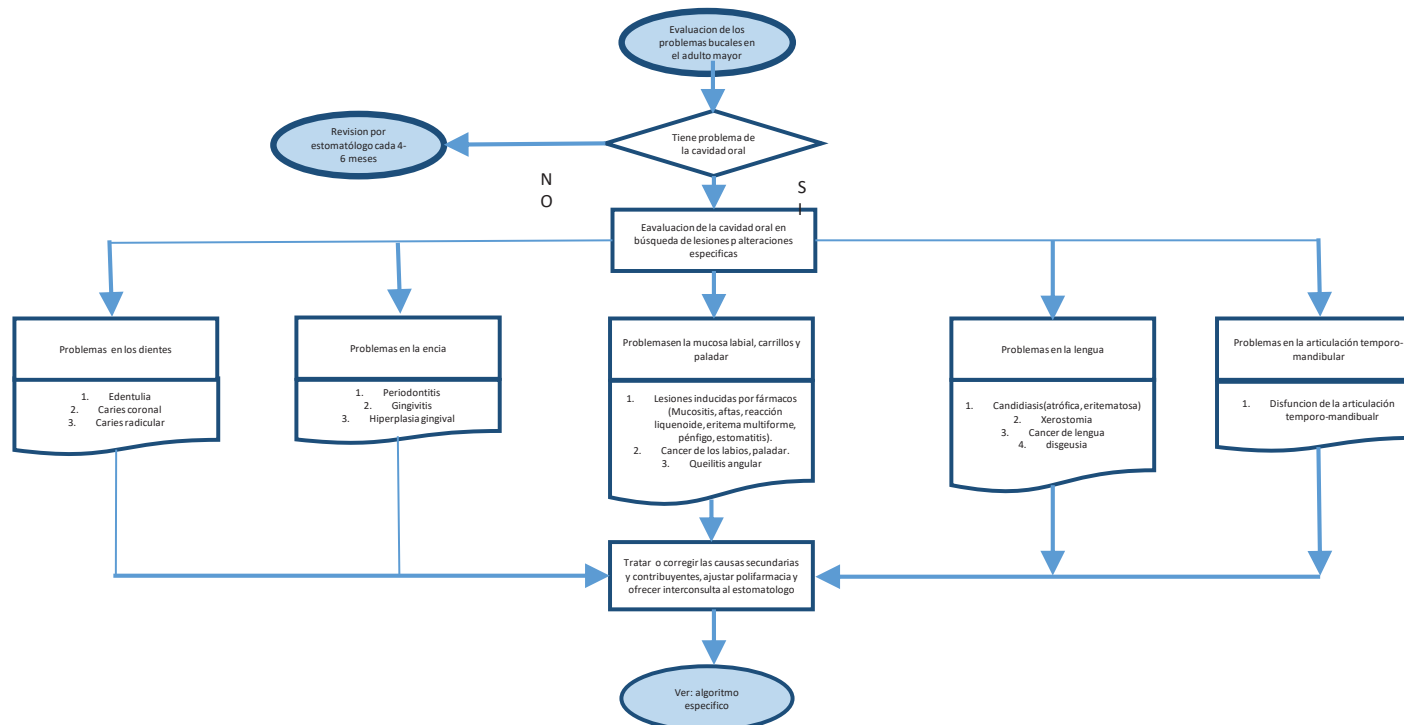 Evaluacion de los
problemas bucales en
el adulto mayor
Tiene problema de
la cavidad oral
Revision por
estomatólogo cada 4-
6 meses
N
O
S
I
Eavaluacion de la cavidad oral en
búsqueda de lesiones p alteraciones
especificas
Problemas en los dientes
1. Edentulia
2. Caries coronal
3. Caries radicular
Problemas en la encia
1. Periodontitis
2. Gingivitis
3. Hiperplasia gingival
Problemasen la mucosa labial, carrillos y
paladar
1. Lesiones inducidas por fármacos
(Mucositis, aftas, reacción
liquenoide, eritema multiforme,
pénfigo, estomatitis).
2. Cancer de los labios, paladar.
3. Queilitis angular
Problemas en la lengua
1. Candidiasis(atrófica, eritematosa)
2. Xerostomia
3. Cancer de lengua
4. disgeusia
Problemas en la articulación temporo-
mandibular
1. Disfuncion de la articulación
temporo-mandibualr
Tratar o corregir las causas secundarias
y contribuyentes, ajustar polifarmacia y
ofrecer interconsulta al estomatologo
Ver: algoritmo
especifico